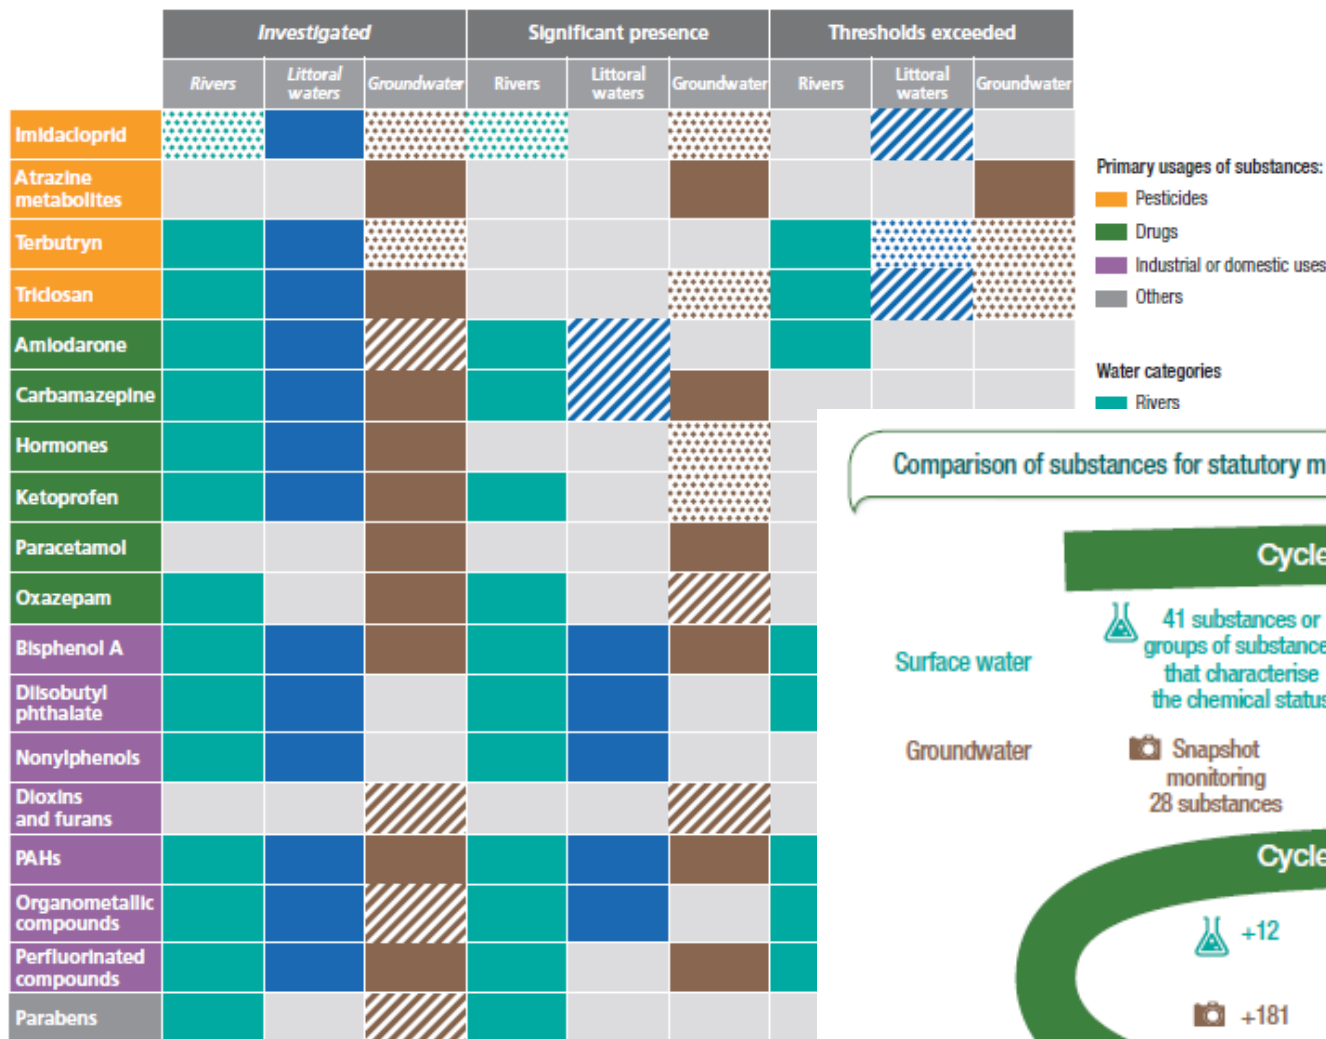 Investigated
Significant presence
Thresholds exceeded
Rivers
Littoral
waters
Groundwater
Rivers
Littoral
waters
Groundwater
Rivers
Littoral
waters
Groundwater
Imidacloprid
Atrazine
metabolites
Terbutryn
Triclosan
Amiodarone
Carbamazepine
Hormones
Ketoprofen
Paracetamol
Oxazepam
Bisphenol A
Diisobutyl
phthalate
Nonylphenols
Dioxins
and furans
PAHs
Organometallic
compounds
Perfluorinated
compounds
Parabens
Primary usages of substances:
Pesticides
Drugs
Industrial or domestic uses
Others
Water categories
Rivers
Comparison of substances for statutory m
Cycle
Surface water
41 substances or
groups of substance
that characterise
the chemical status
Groundwater
Snapshot
monitoring
28 substances
Cycle
+12
+181